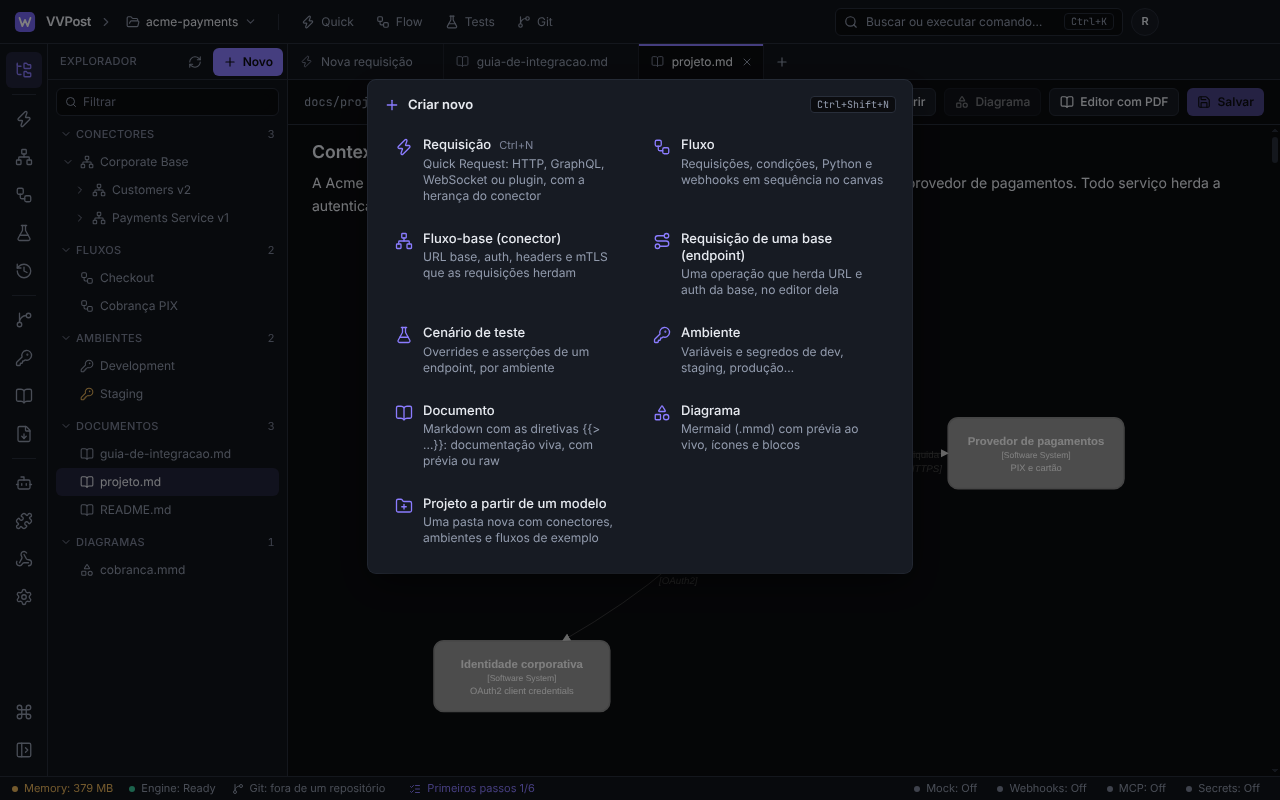 W VVPost acme-payments Quick Flow Tests Git Buscar ou executar comando... Ctrl+K R
EXPLORADOR Novo Nova requisição guia-de-integracao.md projeto.md
Filtrar
docs/proj
rir Diagrama Editor com PDF Salvar
CONECTORES 3
Corporate Base
Customers v2
Payments Service v1
FLUXOS 2
Checkout
Cobrança PIX
AMBIENTES 2
Development
Staging
DOCUMENTOS 3
guia-de-integracao.md
projeto.md
README.md
DIAGRAMAS 1
cobranca.mmd
Contex
A Acme
rovedor de pagamentos. Todo serviço herda a
autentica
Criar novo Ctrl+Shift+N
Requisição Ctrl+N
Quick Request: HTTP, GraphQL,
WebSocket ou plugin, com a
herança do conector
Fluxo
Requisições, condições, Python e
webhooks em sequência no canvas
Fluxo-base (conector)
URL base, auth, headers e mTLS
que as requisições herdam
Requisição de uma base
(endpoint)
Uma operação que herda URL e
auth da base, no editor dela
Cenário de teste
Overrides e asserções de um
endpoint, por ambiente
Ambiente
Variáveis e segredos de dev,
staging, produção...
Documento
Markdown com as diretivas {{>
...}}: documentação viva, com
prévia ou raw
Diagrama
Mermaid (.mmd) com prévia ao
vivo, ícones e blocos
Projeto a partir de um modelo
Uma pasta nova com conectores,
ambientes e fluxos de exemplo
Provedor de pagamentos
[Software System]
PIX e cartão
[OAuth2]
Identidade corporativa
[Software System]
OAuth2 client credentials
Memory: 379 MB Engine: Ready Git: fora de um repositório Primeiros passos 1/6 Mock: Off Webhooks: Off MCP: Off Secrets: Off